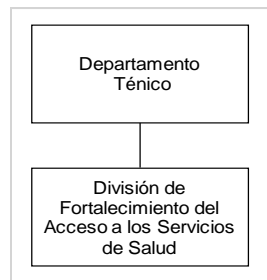 Departamento
Ténico
División de
Fortalecimiento del
Acceso a los Servicios
de Salud